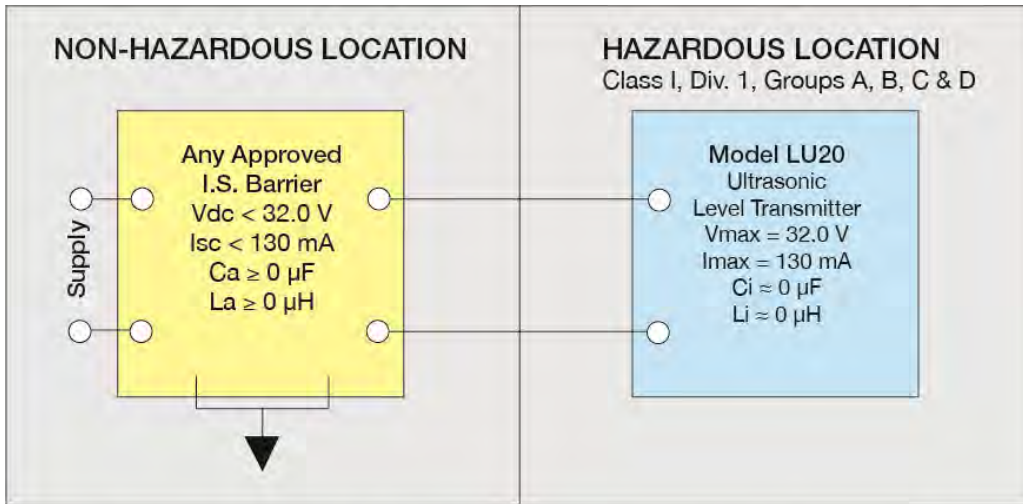 NON-HAZARDOUS LOCATION
HAZARDOUS LOCATION
Class I, Div. 1, Groups A, B, C & D
Supply
Any Approved
I.S. Barrier
Vdc < 32.0 V
Isc < 130 mA
Ca ≥ 0 µF
La ≥ 0 µH
Model LU20
Ultrasonic
Level Transmitter
Vmax = 32.0 V
Imax = 130 mA
Ci ≈ 0 µF
Li ≈ 0 µH